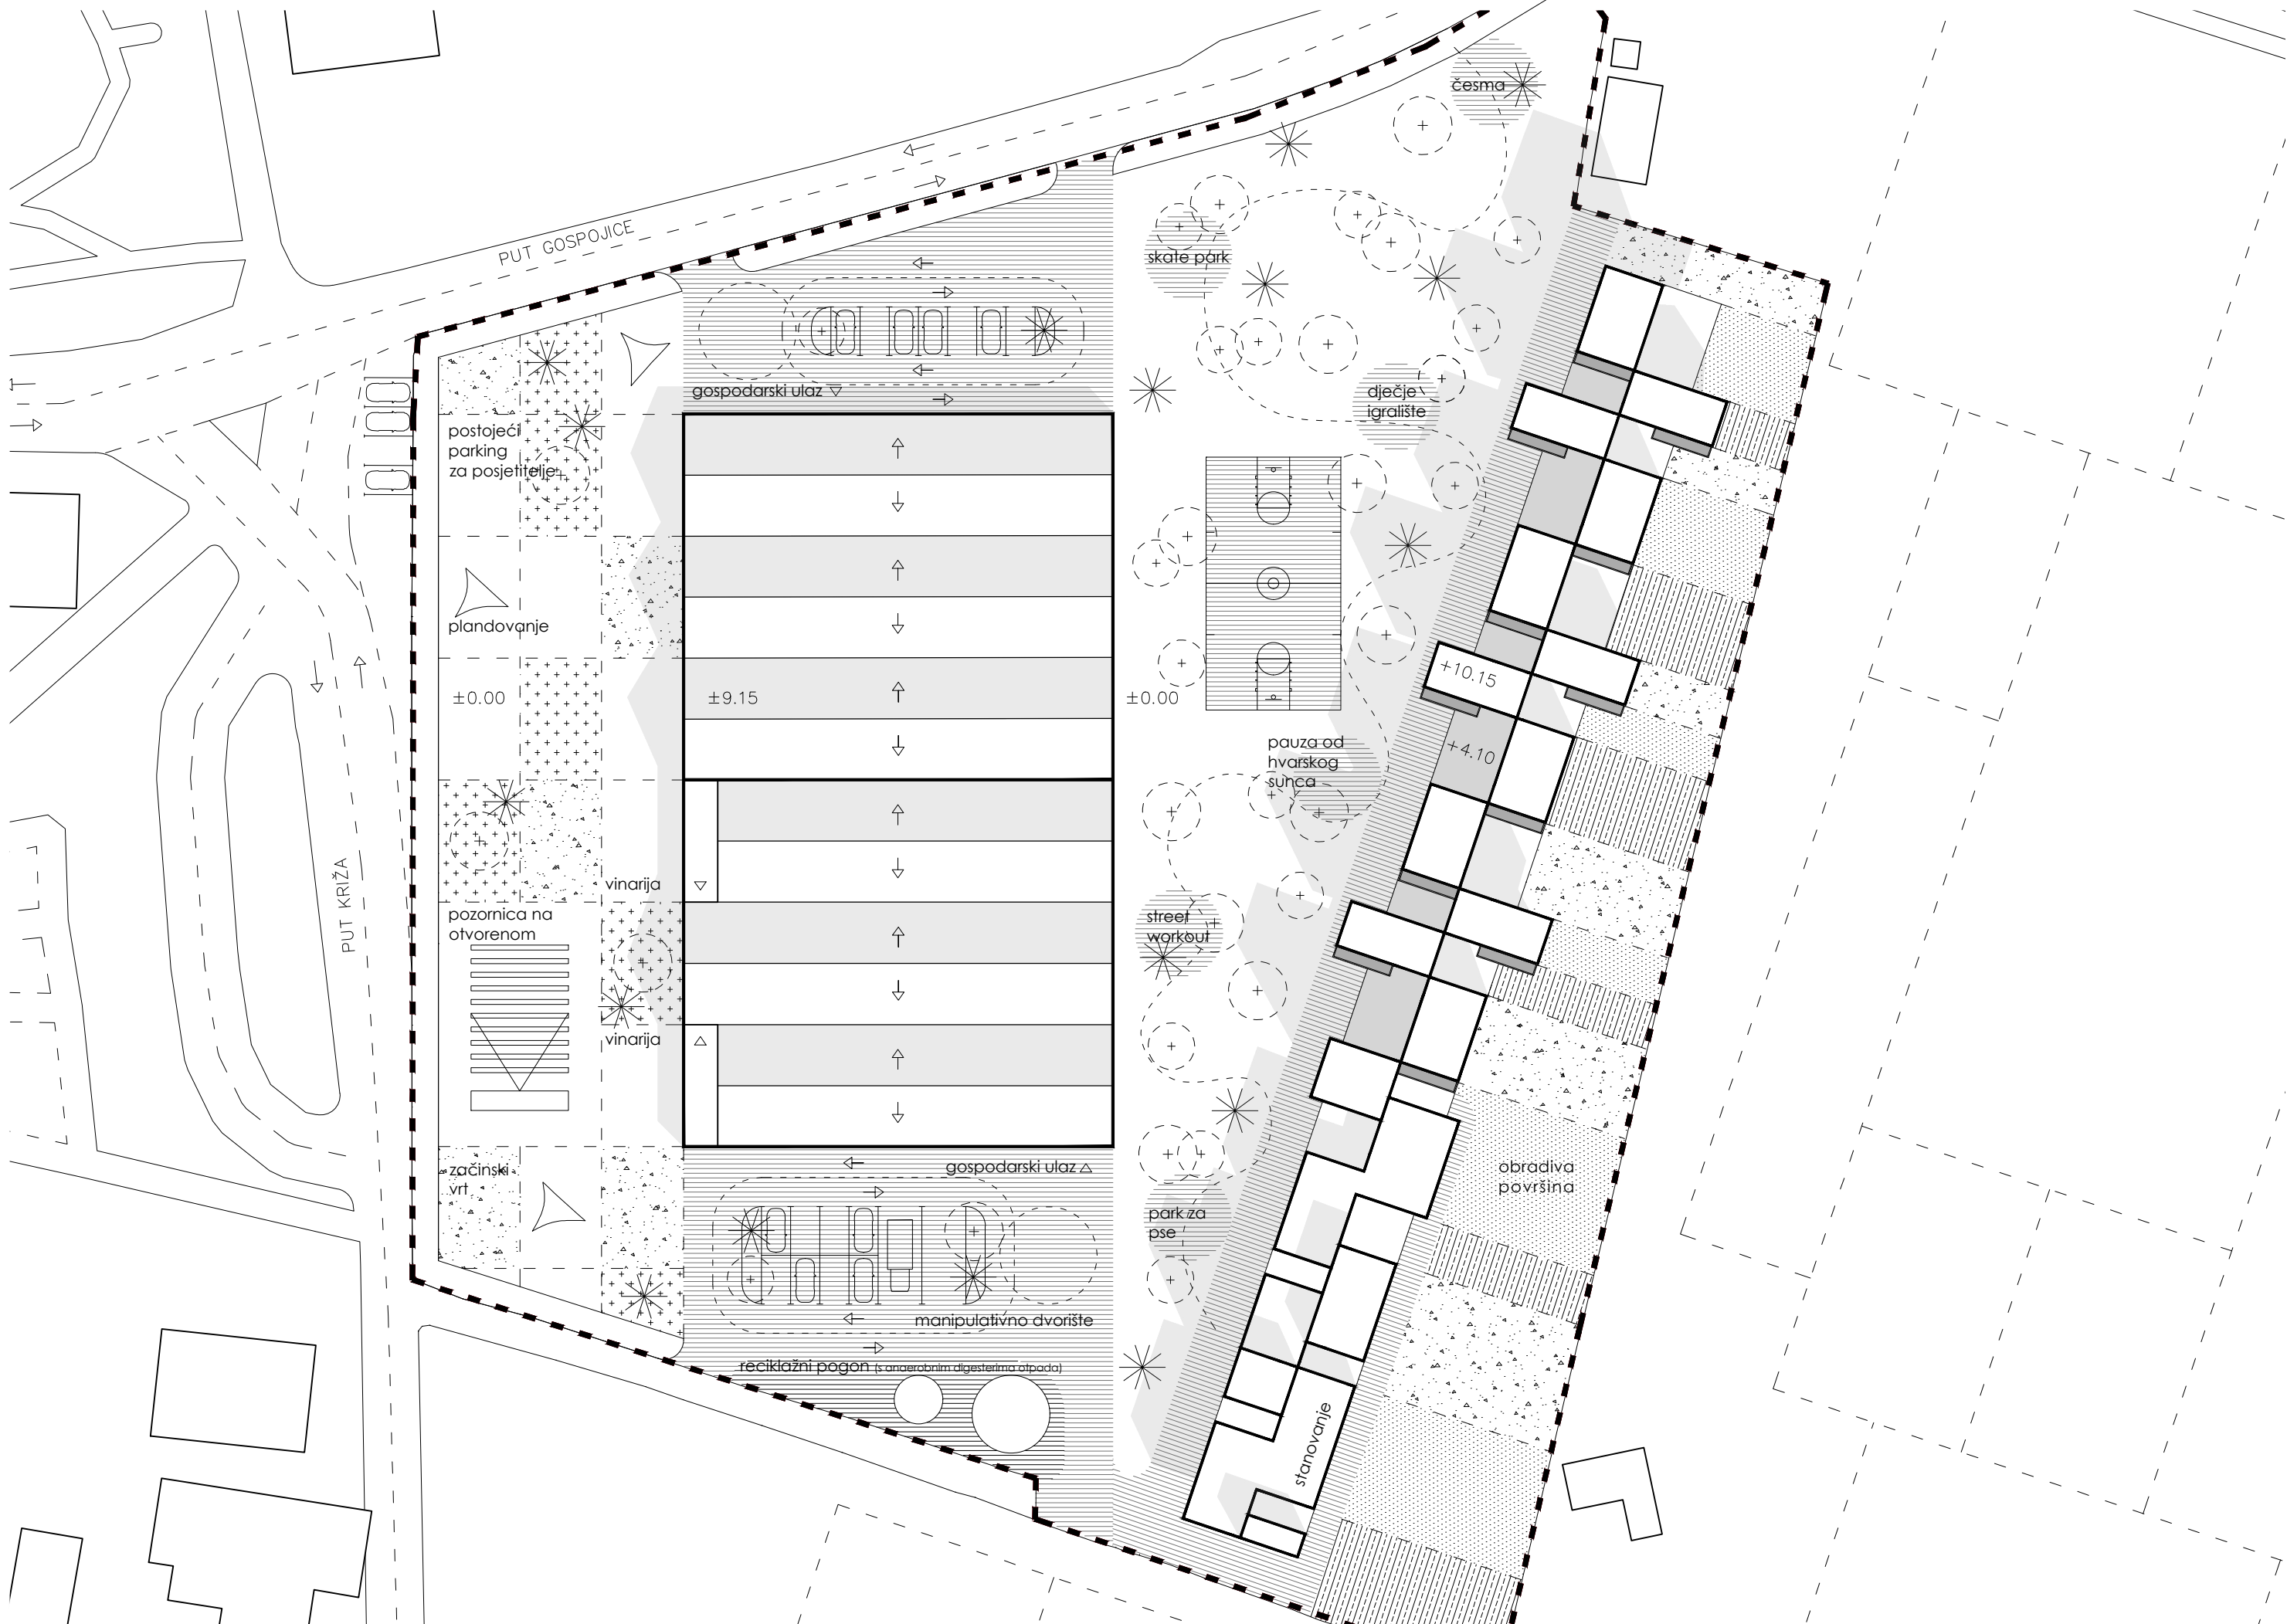 česma
PUT GOSPOJICE
skate park
gospodarski ulaz
dječje
igralište
postojeći
parking
za posjetitelje
plandovanje
±0.00
±9.15
±0.00
+10.15
+4.10
pauza od
hvarskog
sunca
PUT KRIŽA
vinarija
pozornica na
otvorenom
street
workout
vinarija
začinski
vrt
gospodarski ulaz
obradiva
površina
park za
pse
manipulativno dvorište
reciklažni pogon (s anaerobnim digesterima otpada)
stanovanje